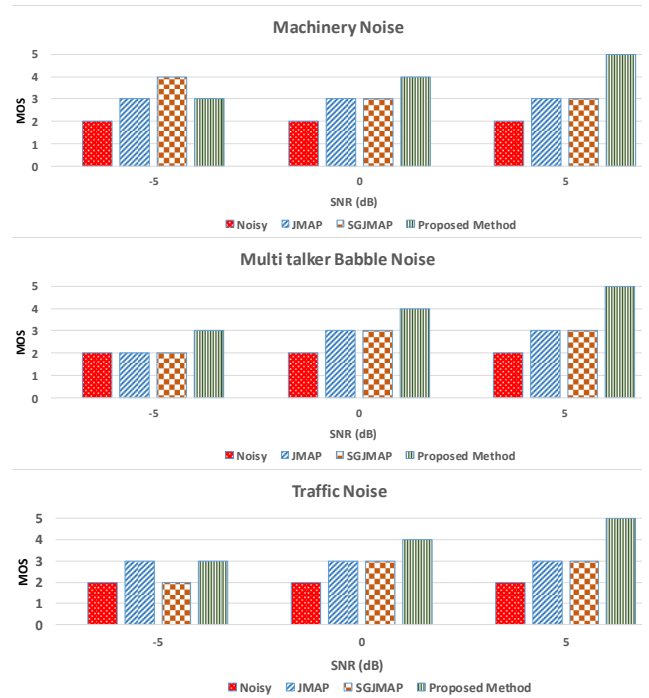 Machinery Noise
5
4
3
2
1
0
MOS
-5 0 5
SNR (dB)
Noisy JMAP SGJMAP Proposed Method
Multi talker Babble Noise
5
4
3
2
1
0
MOS
-5 0 5
SNR (dB)
Noisy JMAP SGJMAP Proposed Method
Traffic Noise
5
4
3
2
1
0
MOS
-5 0 5
SNR (dB)
Noisy JMAP SGJMAP Proposed Method